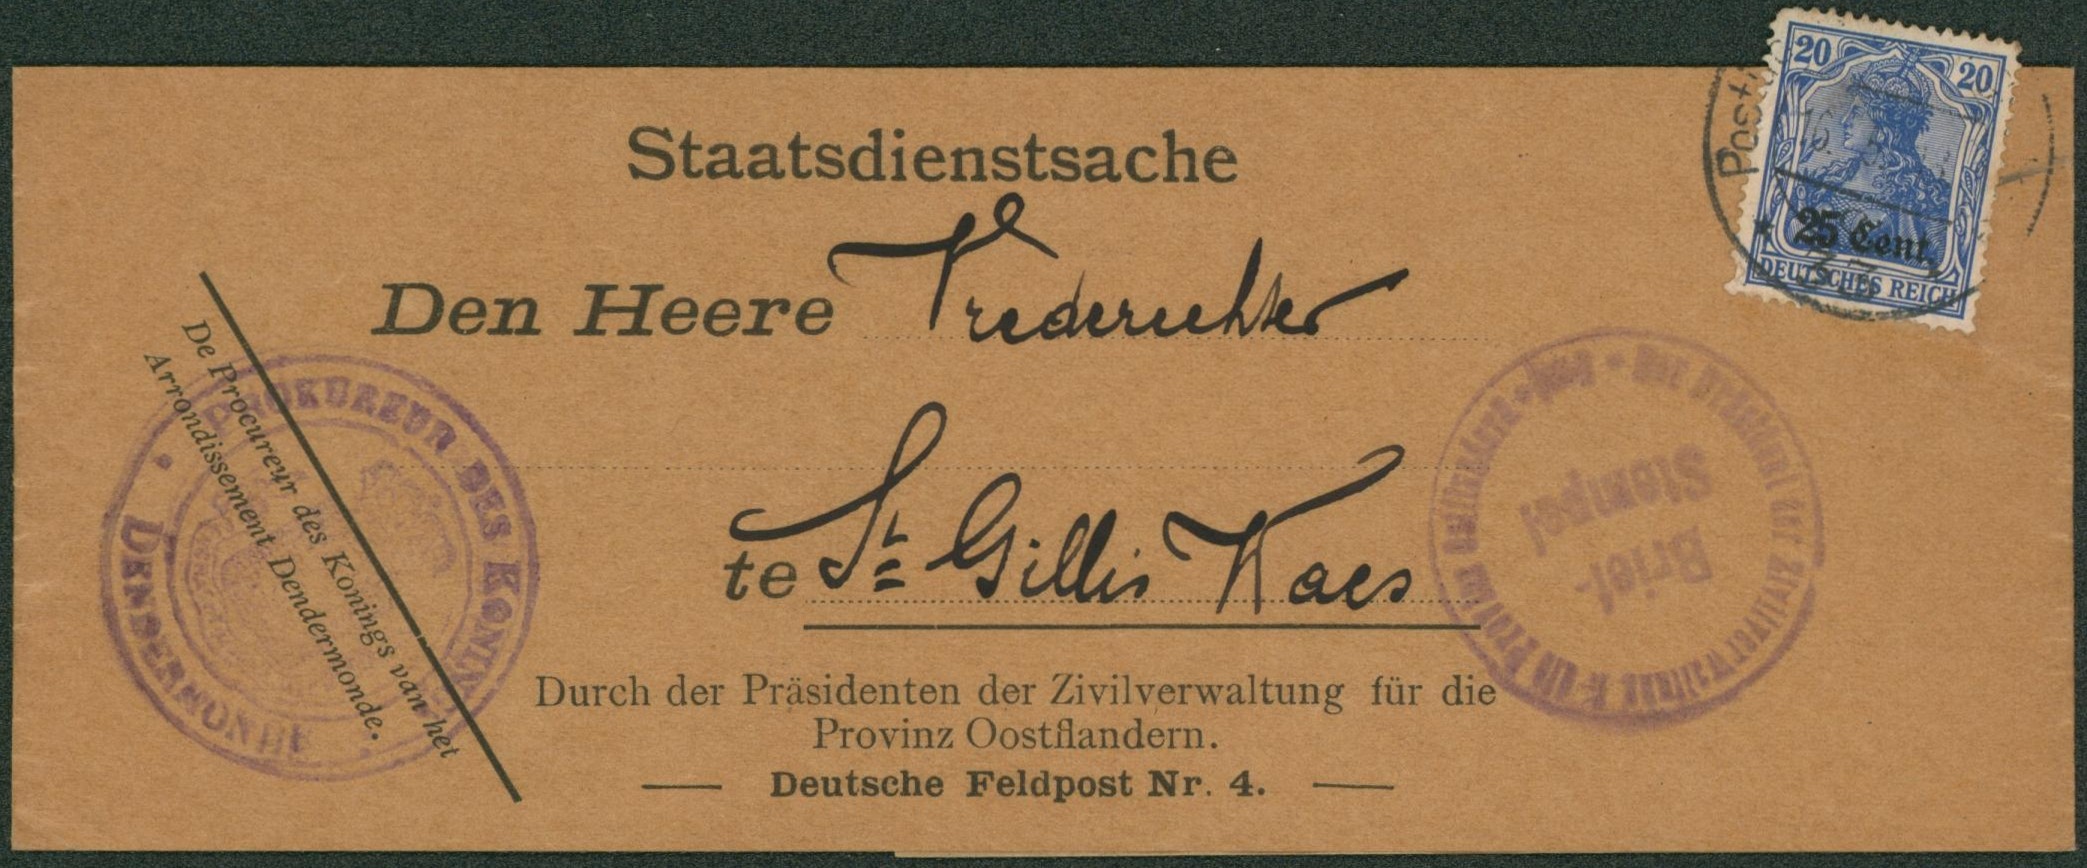 20 20
25 Cent.
DEUTSCHES REICH
Staatsdienstsache
Den Heere Vrederechter
te St Gillis Waes
De Procureur des Konings van het
Arrondissement Dendermonde.
PROKUREUR DES KONINGS
DENDERMONDE
Brief-
Stempel
Durch der Präsidenten der Zivilverwaltung für die
Provinz Oostflandern.
— Deutsche Feldpost Nr. 4. —